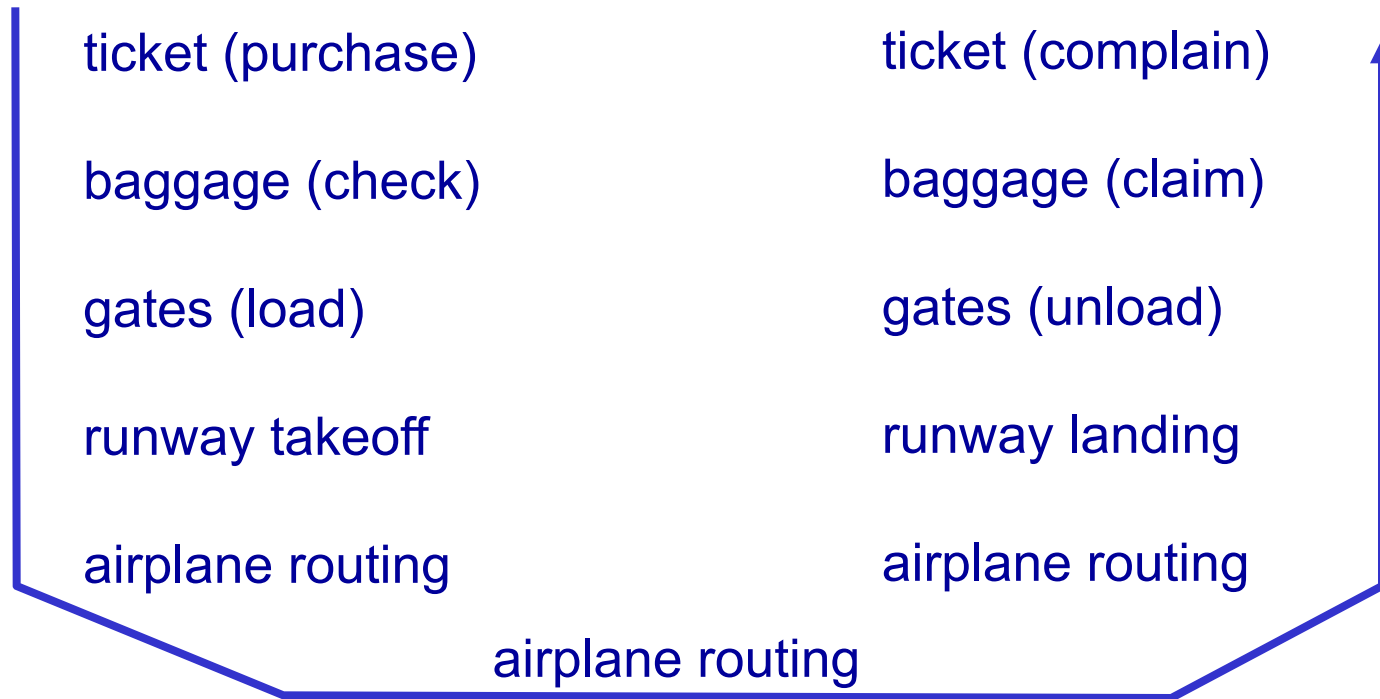 ticket (purchase)
ticket (complain)
baggage (check)
baggage (claim)
gates (load)
gates (unload)
runway takeoff
runway landing
airplane routing
airplane routing
airplane routing